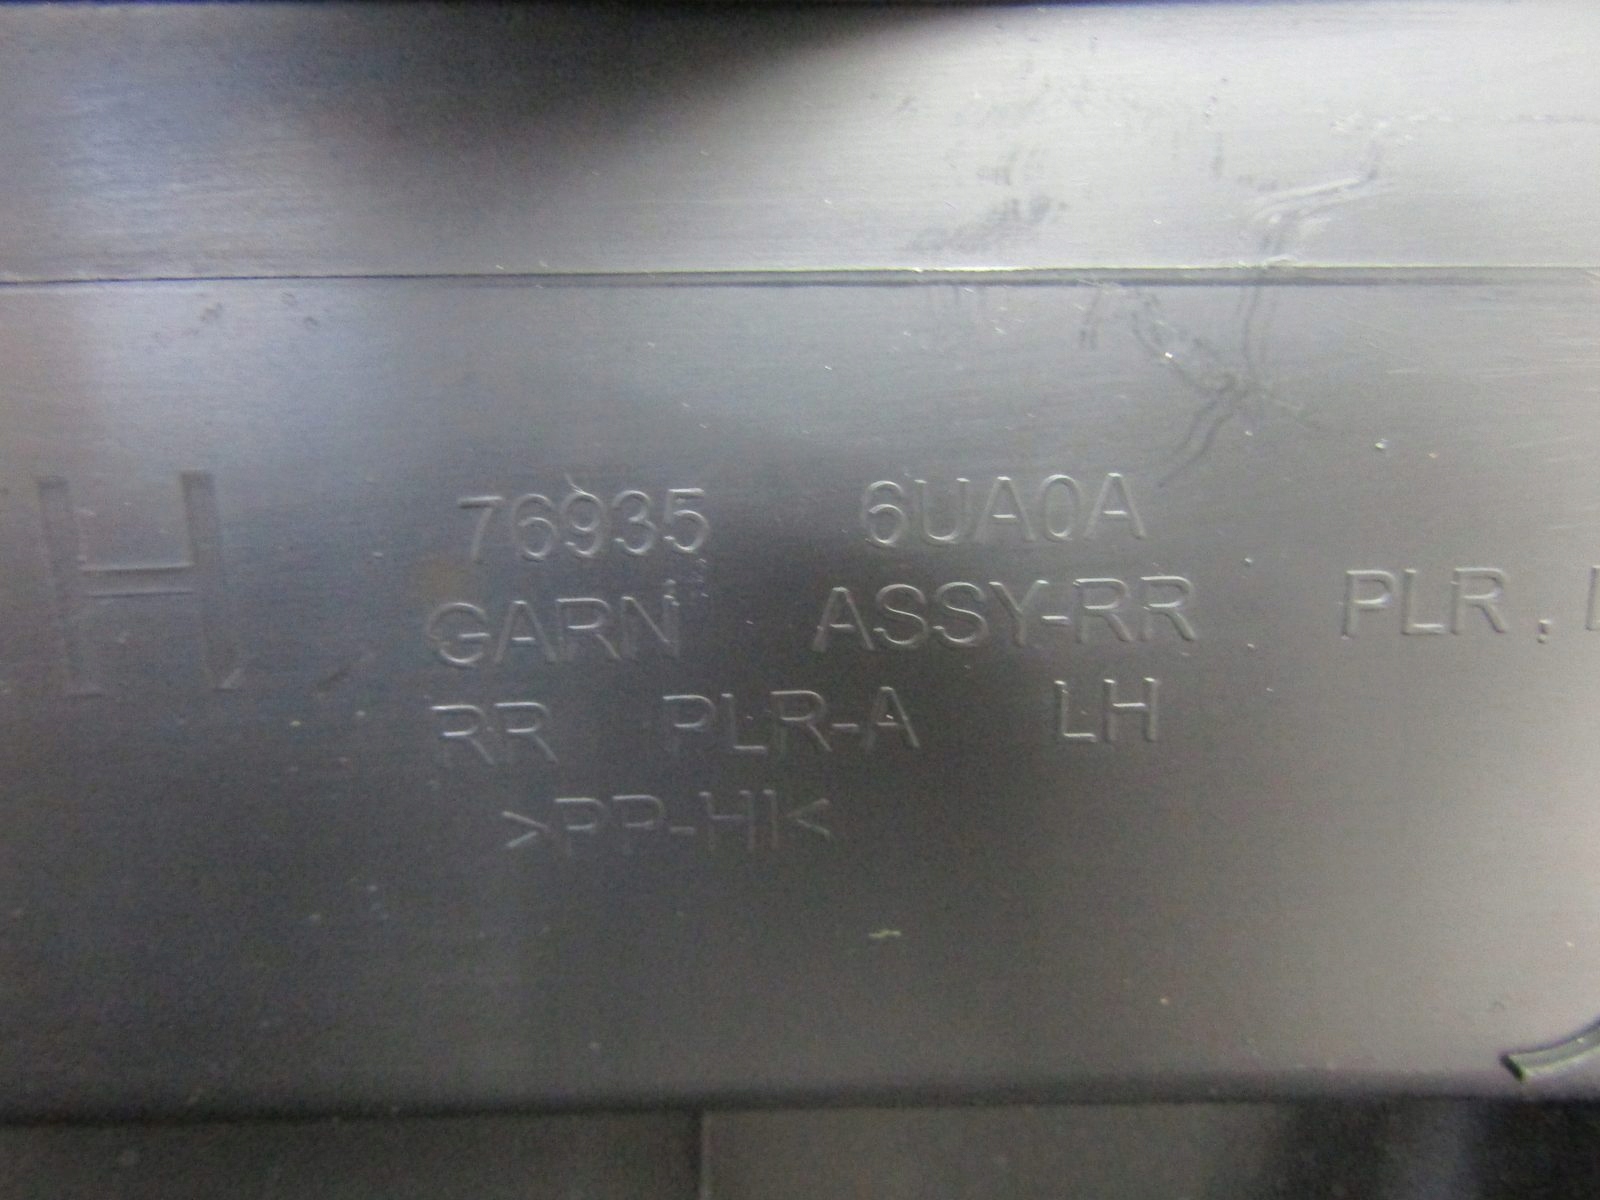 H
76935 6UA0A
GARN ASSY-RR PLR,
RR PLR-A LH
>PP-HI<